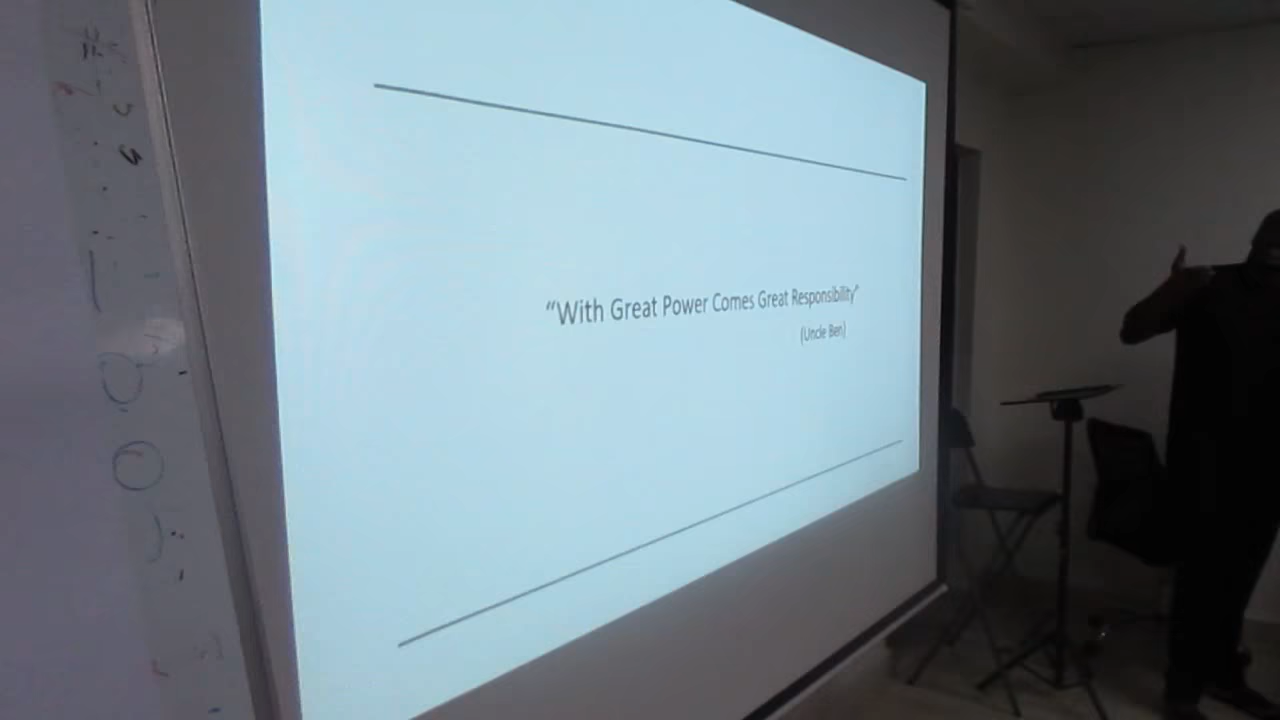 “With Great Power Comes Great Responsibility”
(Uncle Ben)